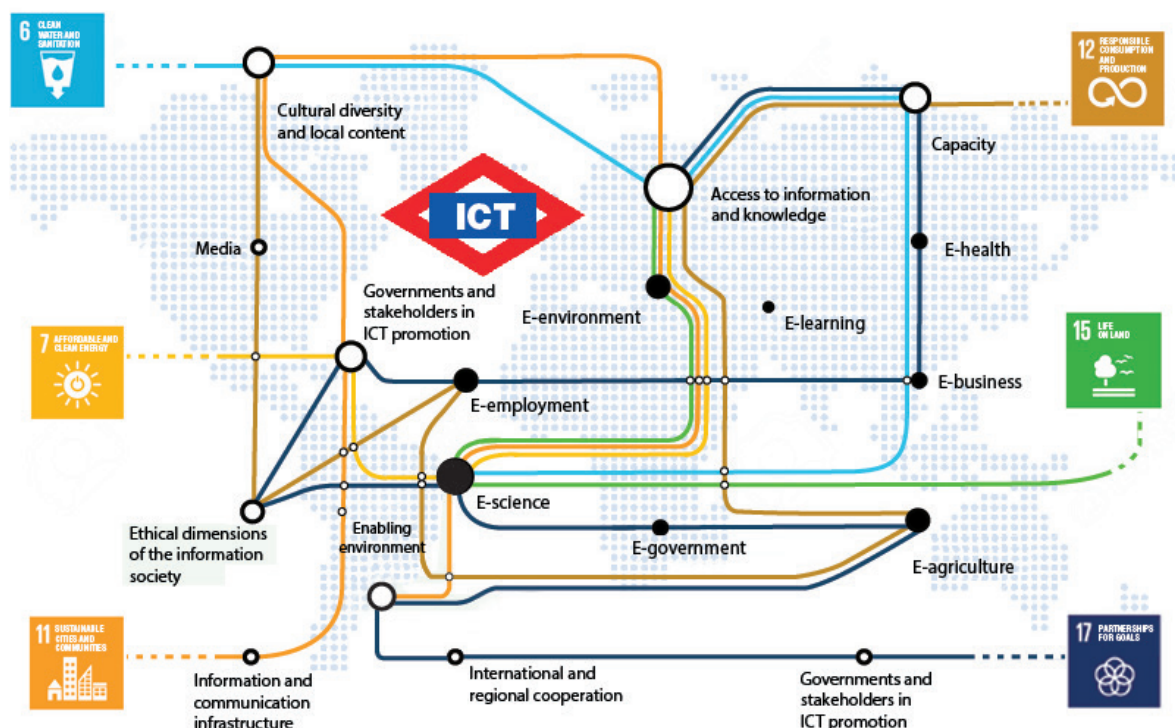 6 CLEAN
WATER AND
SANITATION
12 RESPONSIBLE
CONSUMPTION
AND
PRODUCTION
Cultural diversity
and local content
Capacity
ICT
Access to information
and knowledge
Media
E-health
Governments and
stakeholders in
ICT promotion
E-environment
E-learning
7 AFFORDABLE AND
CLEAN ENERGY
15 LIFE
ON LAND
E-employment
E-business
E-science
Ethical dimensions
of the information
society
Enabling
environment
E-government
E-agriculture
11 SUSTAINABLE
CITIES AND
COMMUNITIES
17 PARTNERSHIPS
FOR GOALS
Information and
communication
infrastructure
International and
regional cooperation
Governments and
stakeholders in
ICT promotion